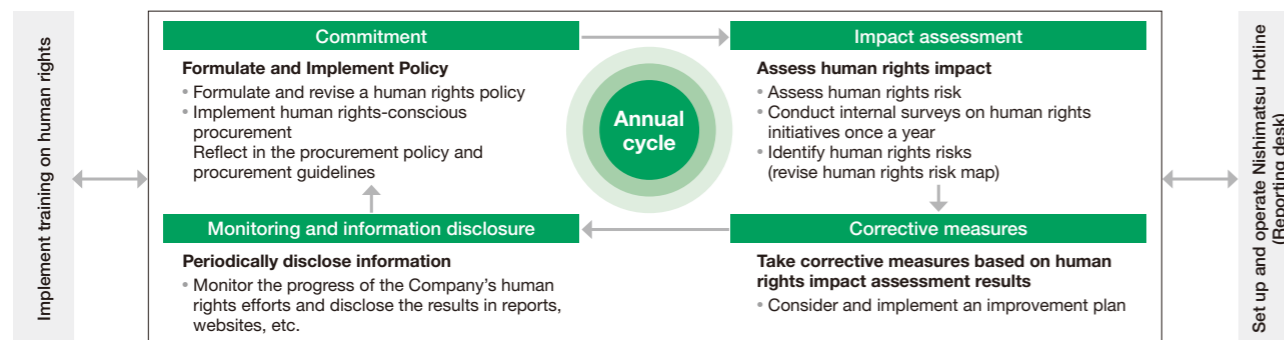 Implement training on human rights
Commitment
Formulate and Implement Policy
• Formulate and revise a human rights policy
• Implement human rights-conscious
procurement
Reflect in the procurement policy and
procurement guidelines
Annual
cycle
Impact assessment
Assess human rights impact
• Assess human rights risk
• Conduct internal surveys on human rights
initiatives once a year
• Identify human rights risks
(revise human rights risk map)
Monitoring and information disclosure
Periodically disclose information
• Monitor the progress of the Company’s human
rights efforts and disclose the results in reports,
websites, etc.
Corrective measures
Take corrective measures based on human
rights impact assessment results
• Consider and implement an improvement plan
Set up and operate Nishimatsu Hotline
(Reporting desk)